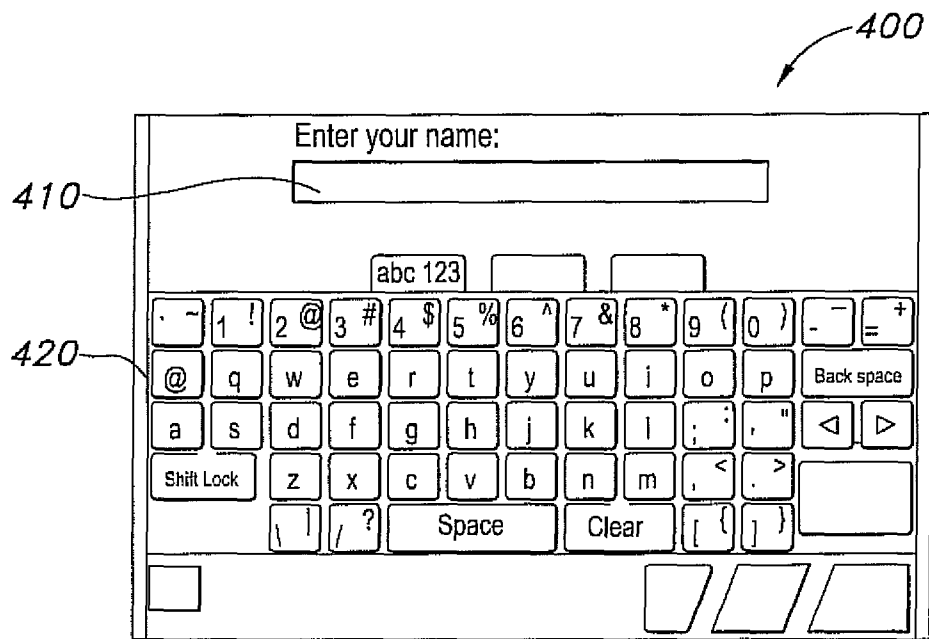 400
Enter your name:
410
abc 123
` ~ 1 ! 2 @ 3 # 4 $ 5 % 6 ^ 7 & 8 * 9 ( 0 ) - _ = +
420
@ q w e r t y u i o p Back space
a s d f g h j k l ; : ' " ◁ ▷
Shift Lock z x c v b n m , < . >
\ | / ? Space Clear [ { ] }